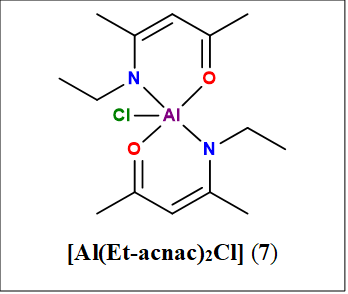 N O
Cl Al
O N
[Al(Et-acnac)₂Cl] (7)